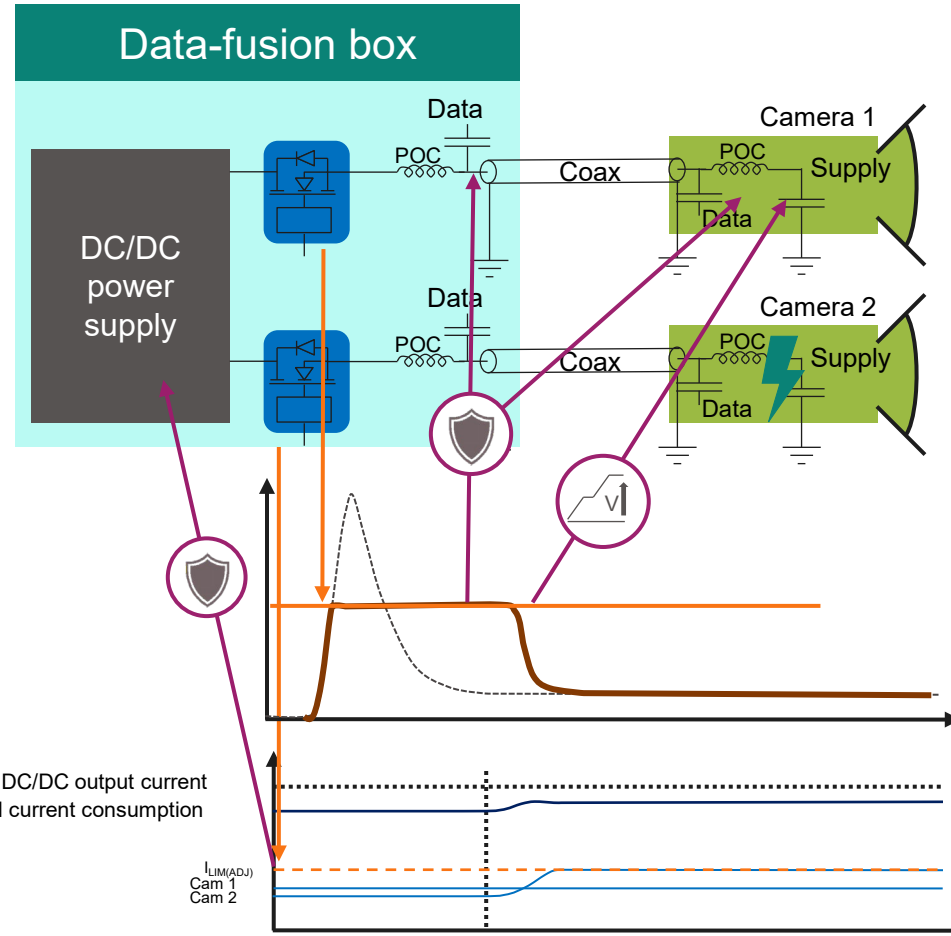 Data-fusion box
Data
Camera 1
POC
POC
Supply
Coax
Data
DC/DC
power
supply
Data
Camera 2
POC
POC
Supply
Coax
Data
V
DC/DC output current
current consumption
ILIM(ADJ)
Cam 1
Cam 2